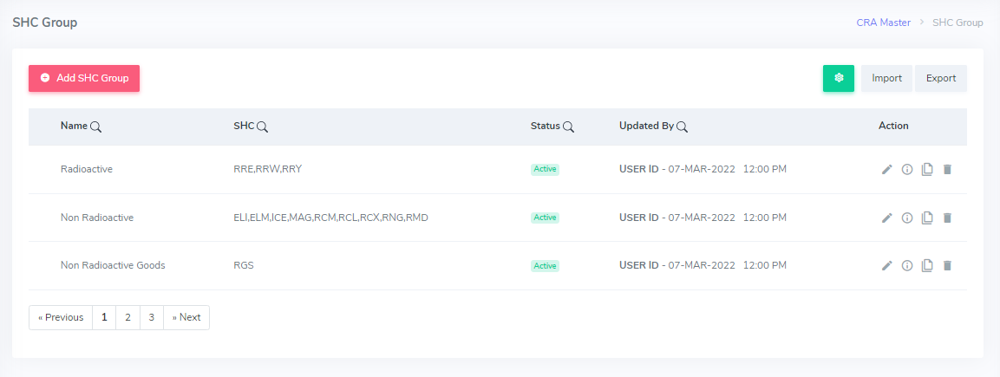 SHC Group
CRA Master > SHC Group
Add SHC Group
Import
Export
Name SHC Status Updated By Action
Radioactive RRE,RRW,RRY Active USER ID - 07-MAR-2022 12:00 PM
Non Radioactive ELI,ELM,ICE,MAG,RCM,RCL,RCX,RNG,RMD Active USER ID - 07-MAR-2022 12:00 PM
Non Radioactive Goods RGS Active USER ID - 07-MAR-2022 12:00 PM
« Previous 1 2 3 » Next